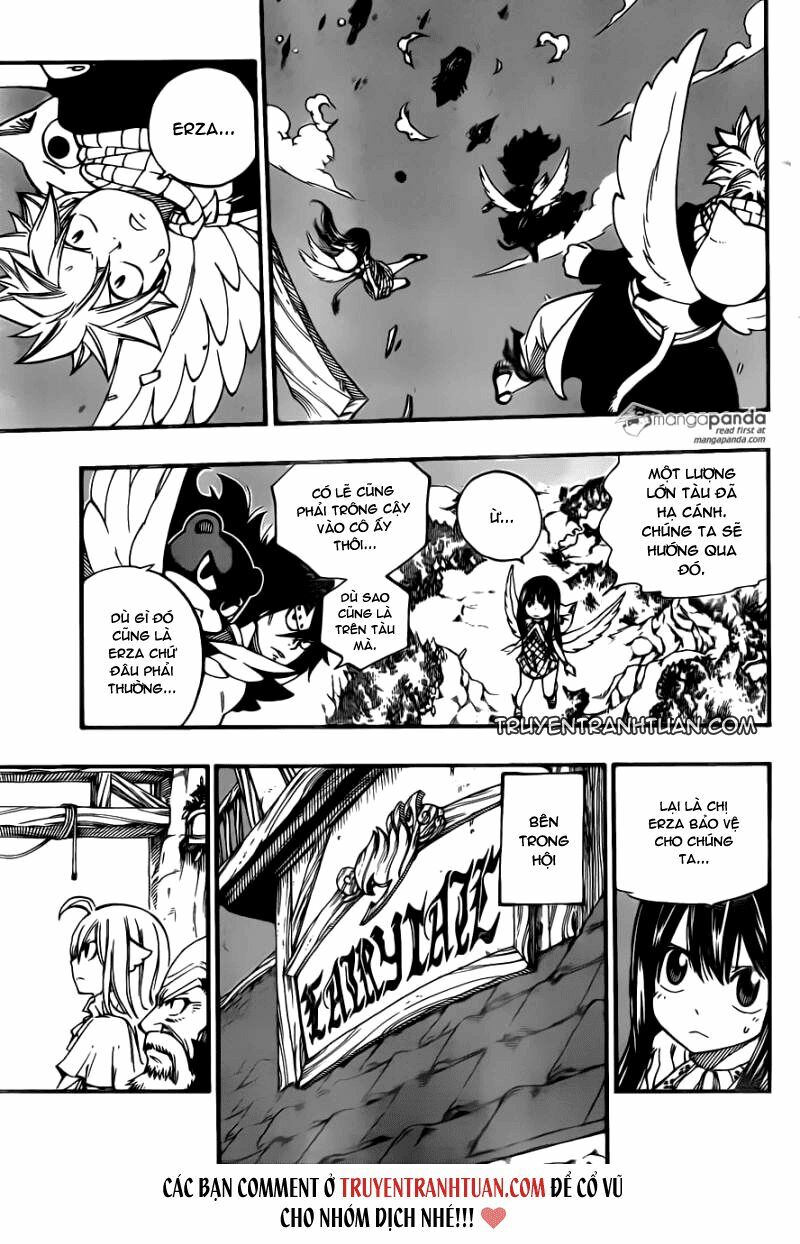 ERZA...
mangapanda
read first at
mangapanda.com
MỘT LƯỢNG
LỚN TÀU ĐÃ
HẠ CÁNH.
CHÚNG TA SẼ
HƯỚNG QUA
ĐÓ.
Ừ...
CÓ LẼ CŨNG
PHẢI TRÔNG CẬY
VÀO CÔ ẤY
THÔI...
DÙ SAO
CŨNG LÀ
TRÊN TÀU
MÀ.
DÙ GÌ ĐÓ
CŨNG LÀ
ERZA CHỨ
ĐÂU PHẢI
THƯỜNG...
TRUYENTRANHTUAN.COM
LẠI LÀ CHỊ
ERZA BẢO VỆ
CHO CHÚNG
TA...
BÊN
TRONG
HỘI
FAIRY TAIL
CÁC BẠN COMMENT Ở TRUYENTRANHTUAN.COM ĐỂ CỔ VŨ
CHO NHÓM DỊCH NHÉ!!!